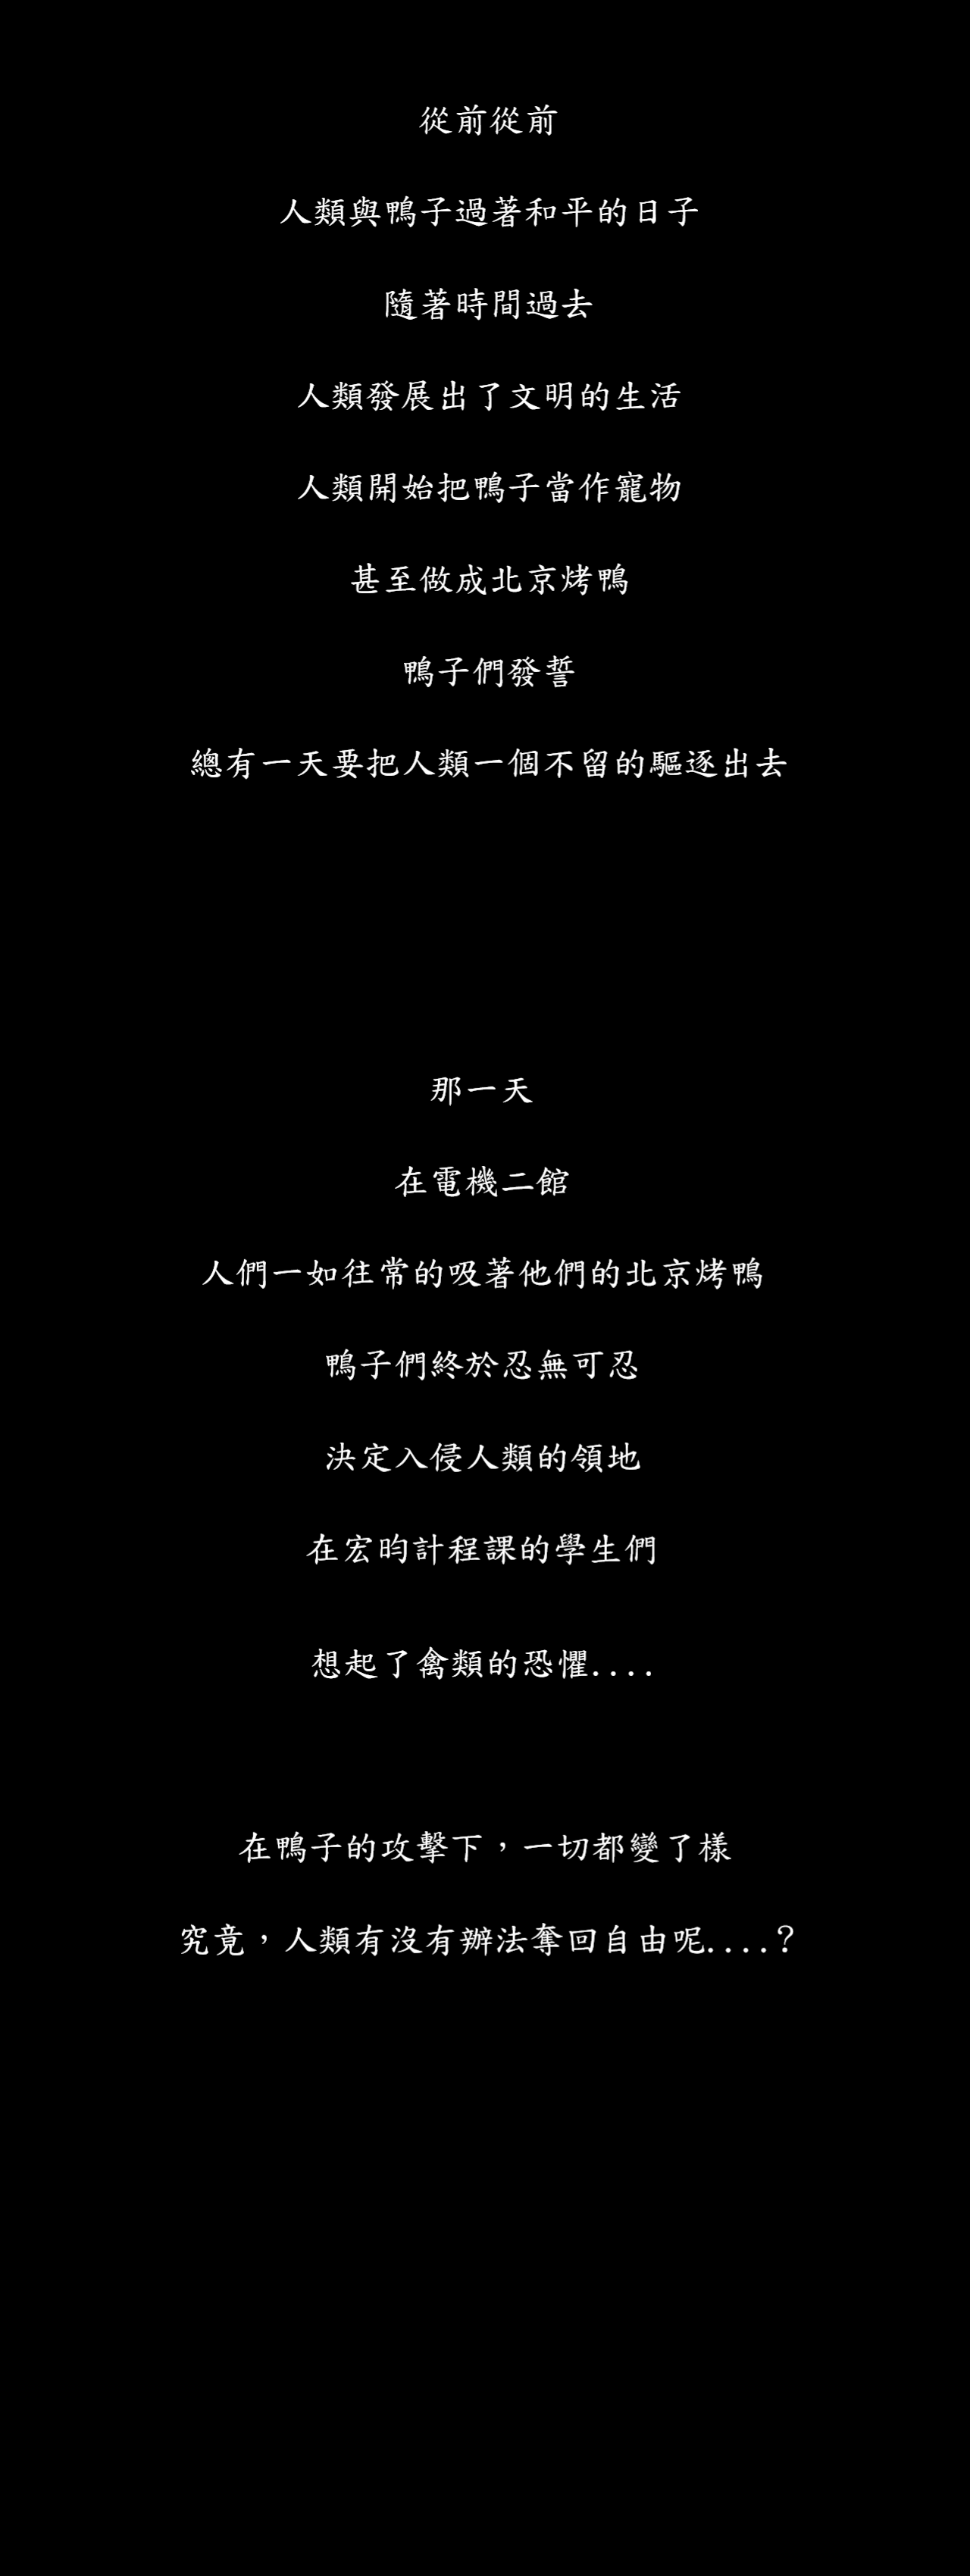 從前從前
人類與鴨子過著和平的日子
隨著時間過去
人類發展出了文明的生活
人類開始把鴨子當作寵物
甚至做成北京烤鴨
鴨子們發誓
總有一天要把人類一個不留的驅逐出去
那一天
在電機二館
人們一如往常的吸著他們的北京烤鴨
鴨子們終於忍無可忍
決定入侵人類的領地
在宏昀計程課的學生們
想起了禽類的恐懼....
在鴨子的攻擊下，一切都變了樣
究竟，人類有沒有辦法奪回自由呢....？